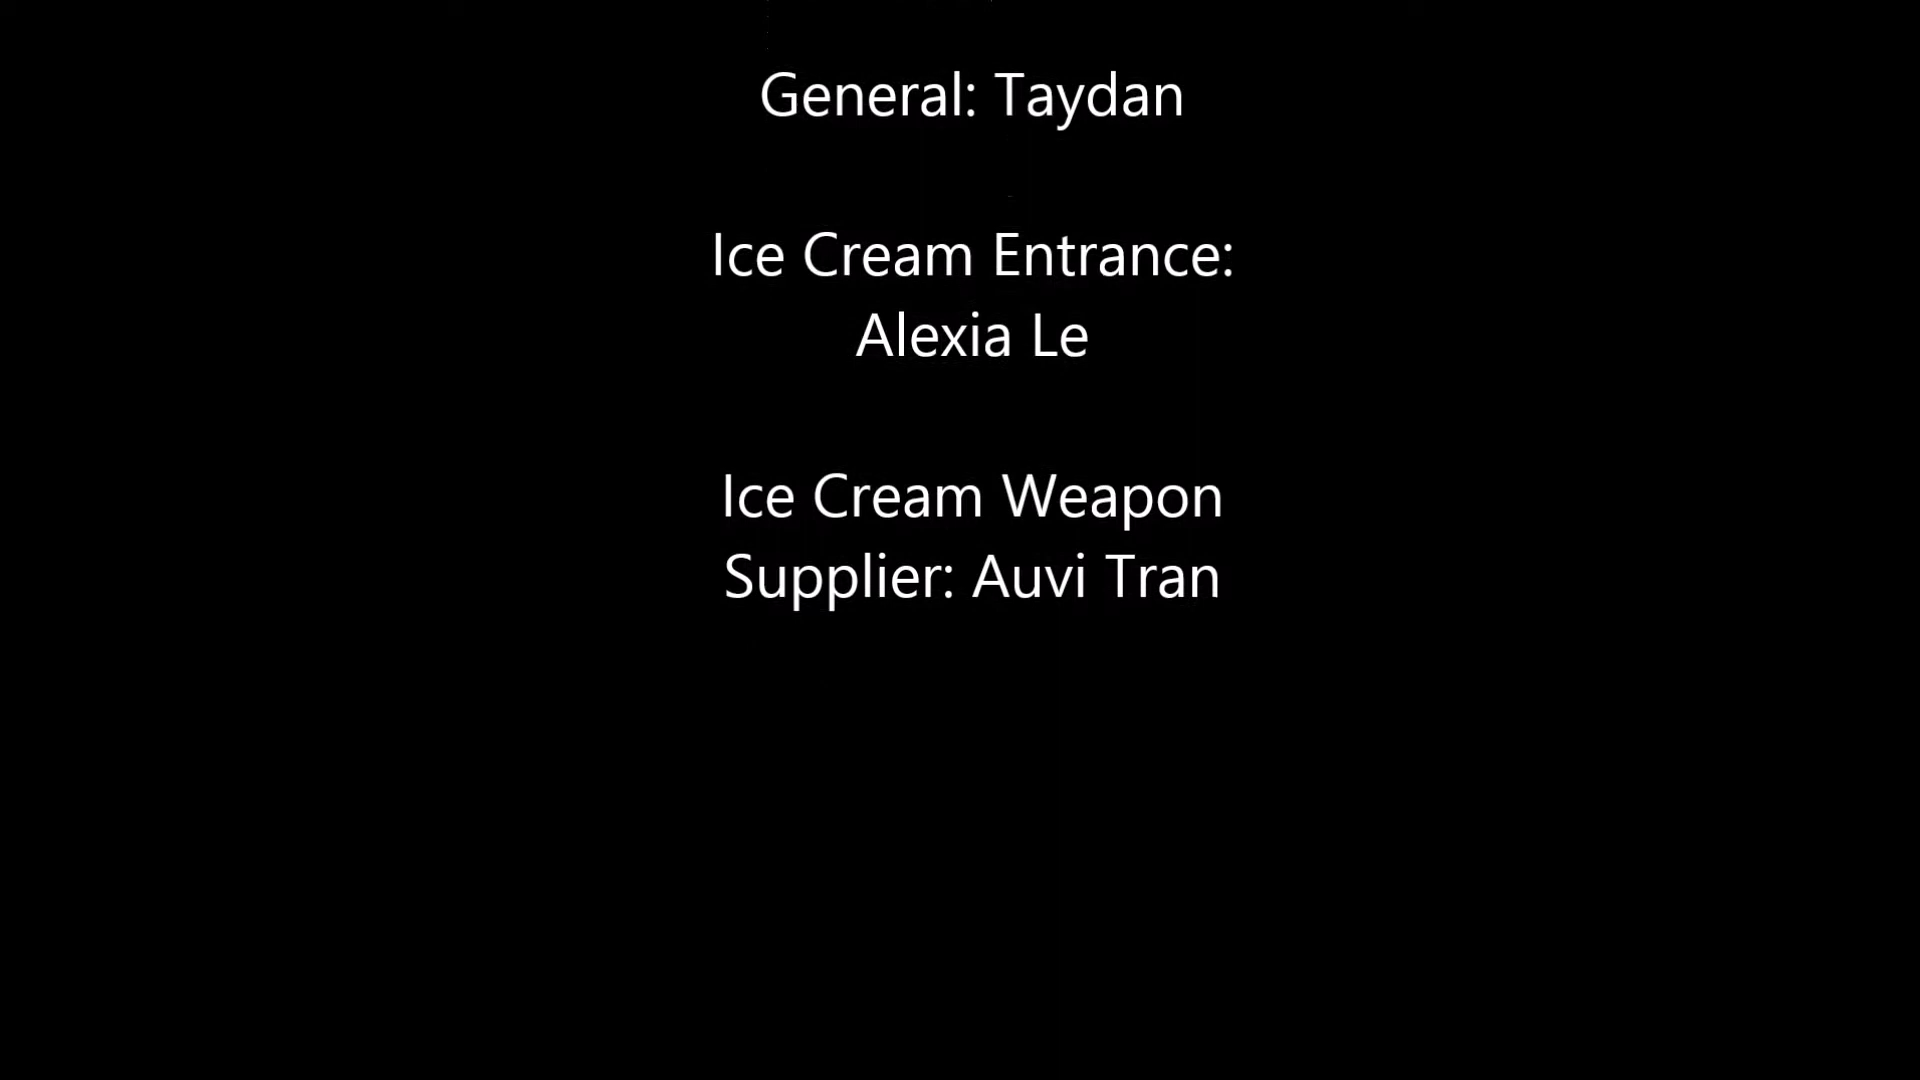 General: Taydan
Ice Cream Entrance:
Alexia Le
Ice Cream Weapon
Supplier: Auvi Tran